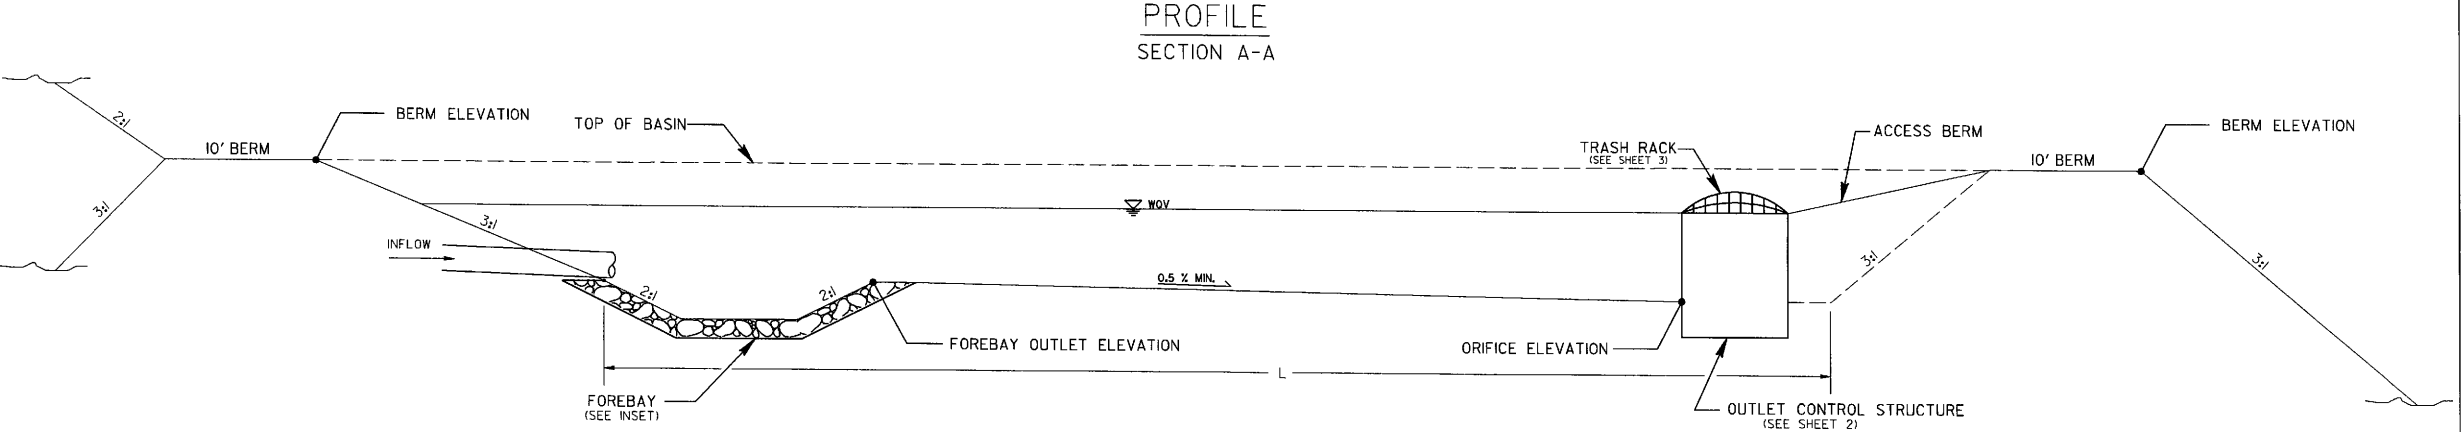 PROFILE
SECTION A-A
2:1
3:1
10' BERM
BERM ELEVATION
TOP OF BASIN
3:1
INFLOW
2:1
2:1
WQV
0.5 % MIN.
FOREBAY OUTLET ELEVATION
FOREBAY
(SEE INSET)
L
ORIFICE ELEVATION
TRASH RACK
(SEE SHEET 3)
ACCESS BERM
3:1
OUTLET CONTROL STRUCTURE
(SEE SHEET 2)
10' BERM
BERM ELEVATION
3:1